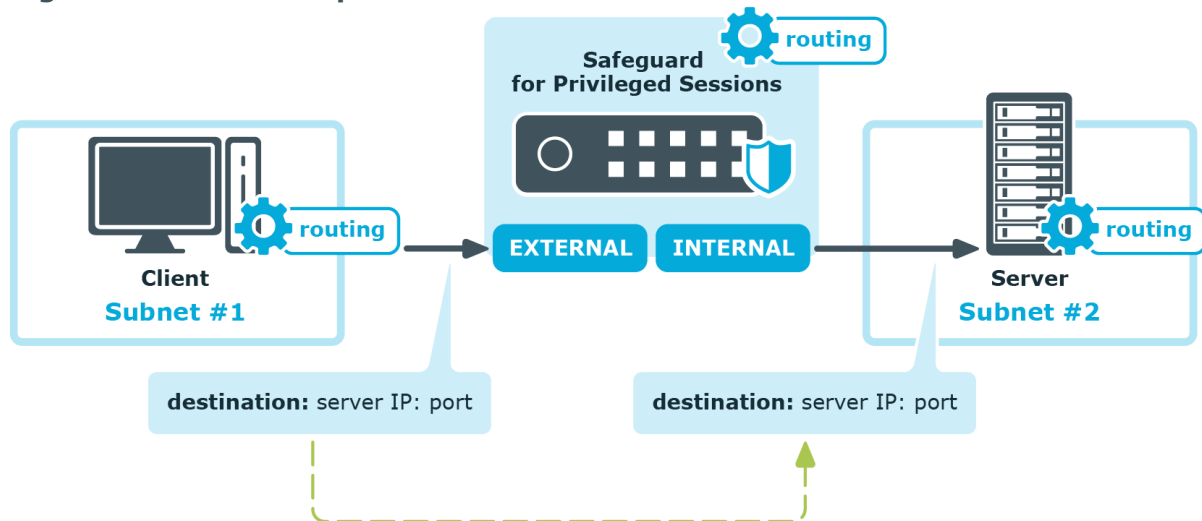 routing
Safeguard
for Privileged Sessions
routing
routing
EXTERNAL INTERNAL
Client
Server
Subnet #1
Subnet #2
destination: server IP: port
destination: server IP: port